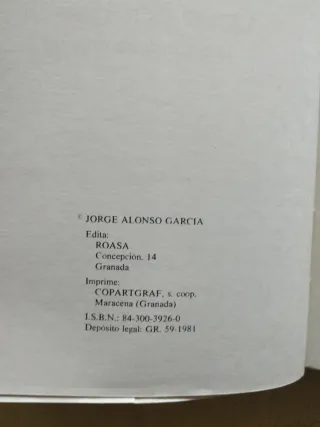 © JORGE ALONSO GARCIA
Edita:
ROASA
Concepción, 14
Granada
Imprime:
COPARTGRAF, s. coop.
Maracena (Granada)
I.S.B.N.: 84-300-3926-0
Depósito legal: GR. 59-1981